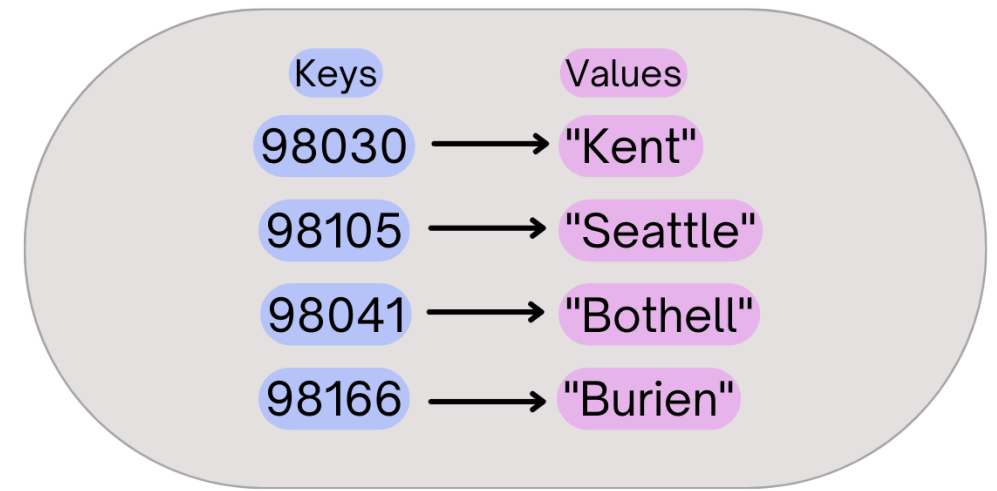 Keys Values
98030 "Kent"
98105 "Seattle"
98041 "Bothell"
98166 "Burien"